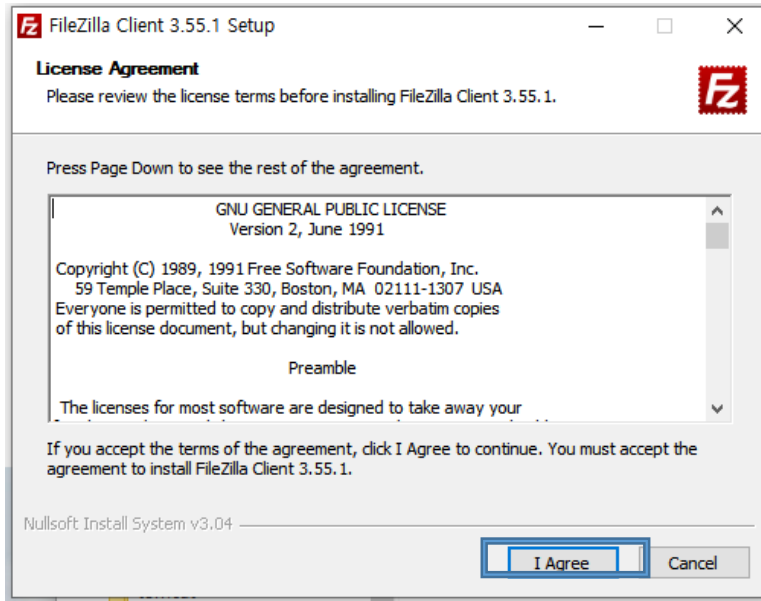 FileZilla Client 3.55.1 Setup
License Agreement
Please review the license terms before installing FileZilla Client 3.55.1.
Fz
Press Page Down to see the rest of the agreement.
GNU GENERAL PUBLIC LICENSE
Version 2, June 1991
Copyright (C) 1989, 1991 Free Software Foundation, Inc.
59 Temple Place, Suite 330, Boston, MA 02111-1307 USA
Everyone is permitted to copy and distribute verbatim copies
of this license document, but changing it is not allowed.
Preamble
The licenses for most software are designed to take away your
If you accept the terms of the agreement, click I Agree to continue. You must accept the
agreement to install FileZilla Client 3.55.1.
Nullsoft Install System v3.04
I Agree
Cancel